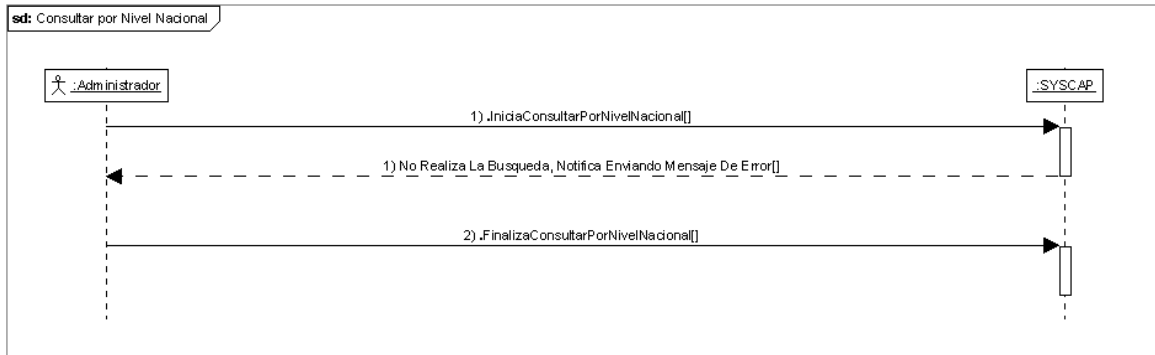 sd: Consultar por Nivel Nacional
:Administrador
:SYSCAP
1) .IniciaConsultarPorNivelNacional[]
1) No Realiza La Busqueda, Notifica Enviando Mensaje De Error[]
2) .FinalizaConsultarPorNivelNacional[]